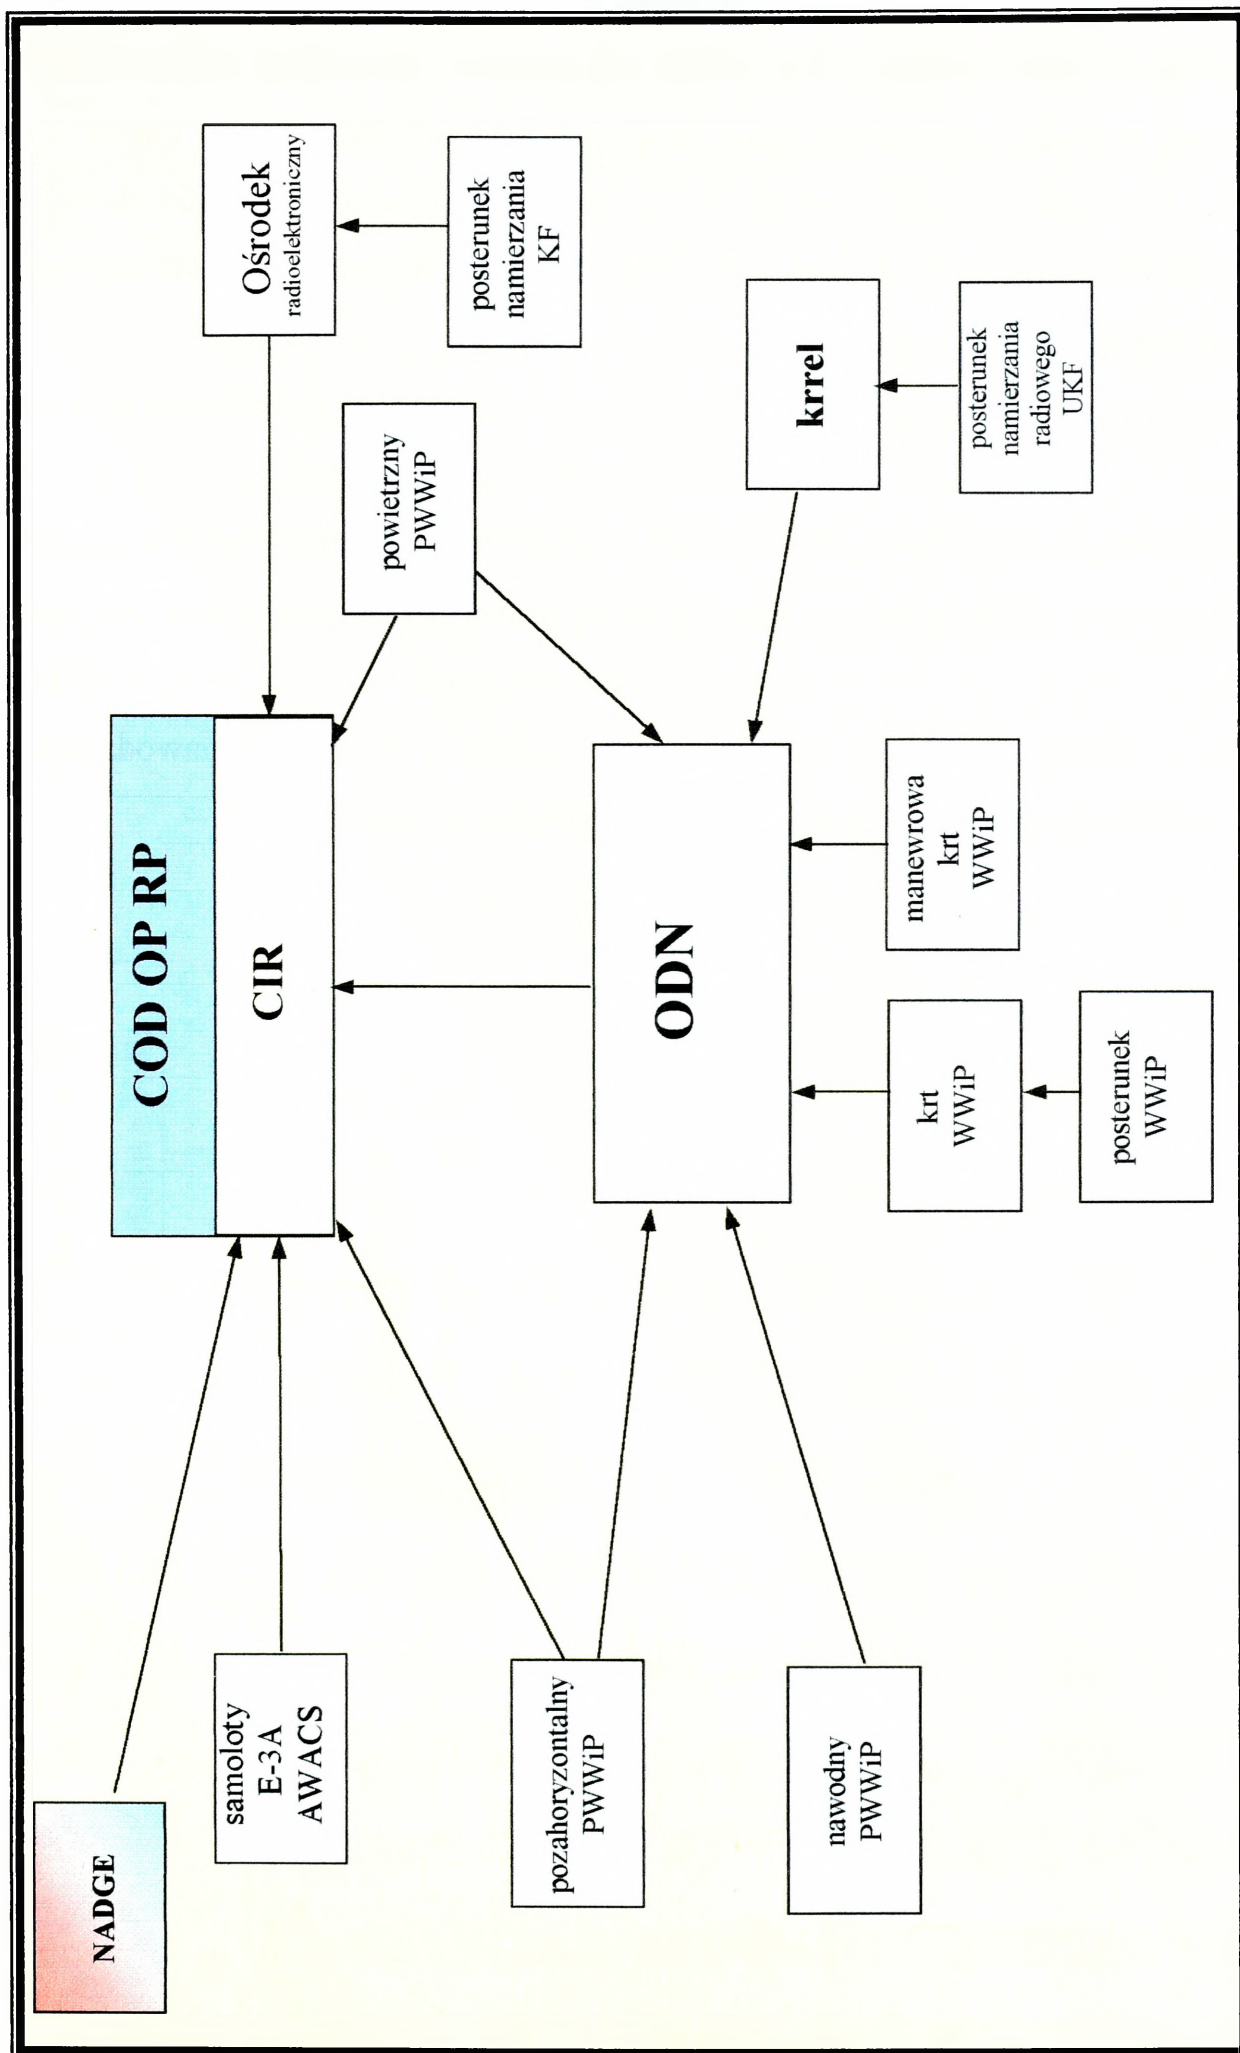 NADGE
COD OP RP
CIR
samoloty
E-3A
AWACS
Ośrodek
radioelektroniczny
powietrzny
PWWiP
posterunek
namierzania
KF
pozahoryzontalny
PWWiP
ODN
krrel
nawodny
PWWiP
krt
WWiP
manewrowa
krt
WWiP
posterunek
namierzania
radiowego
UKF
posterunek
WWiP